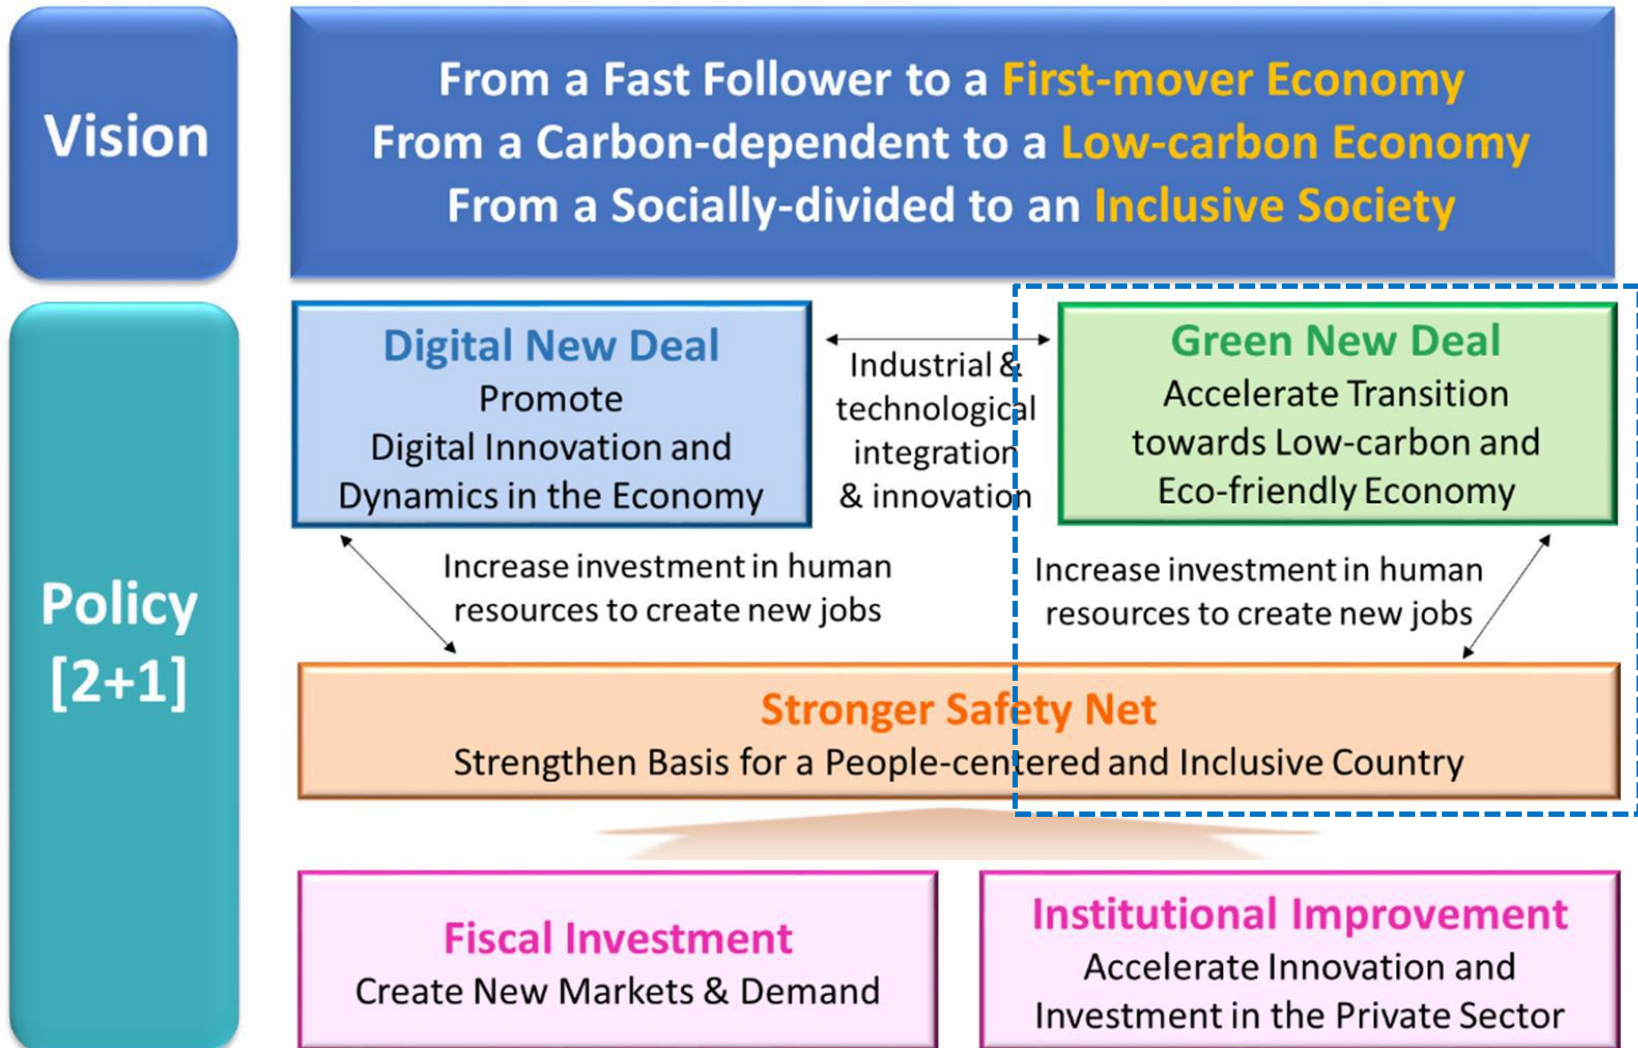 Vision
From a Fast Follower to a First-mover Economy
From a Carbon-dependent to a Low-carbon Economy
From a Socially-divided to an Inclusive Society
Policy
[2+1]
Digital New Deal
Promote
Digital Innovation and
Dynamics in the Economy
Industrial &
technological
integration
& innovation
Green New Deal
Accelerate Transition
towards Low-carbon and
Eco-friendly Economy
Increase investment in human
resources to create new jobs
Increase investment in human
resources to create new jobs
Stronger Safety Net
Strengthen Basis for a People-centered and Inclusive Country
Fiscal Investment
Create New Markets & Demand
Institutional Improvement
Accelerate Innovation and
Investment in the Private Sector